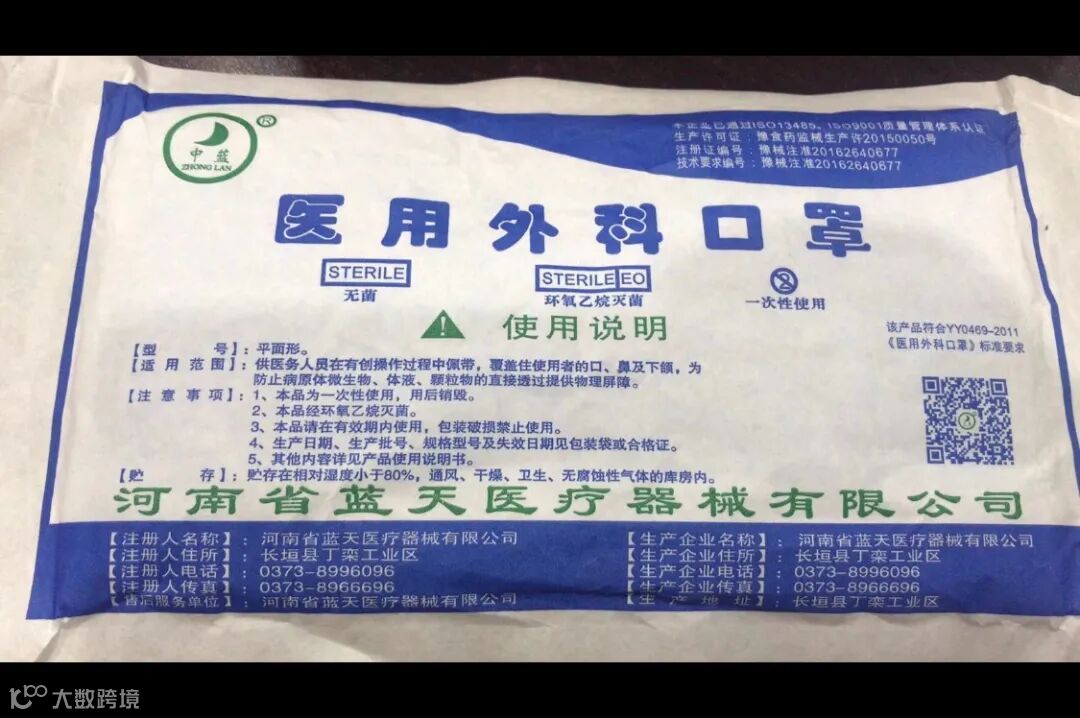 中蓝
ZHONG LAN
®
本企业已通过ISO13485、ISO9001质量管理体系认证
生产许可证：豫食药监械生产许20150050号
注册证编号：豫械注准20162640677
技术要求编号：豫械注准20162640677
医用外科口罩
STERILE
无菌
STERILE EO
环氧乙烷灭菌
2
一次性使用
使用说明
该产品符合YY0469-2011
《医用外科口罩》标准要求
【型 号】：平面形。
【适用范围】：供医务人员在有创操作过程中佩带，覆盖住使用者的口、鼻及下颌，为
防止病原体微生物、体液、颗粒物的直接透过提供物理屏障。
【注意事项】：1、本品为一次性使用，用后销毁。
2、本品经环氧乙烷灭菌。
3、本品请在有效期内使用，包装破损禁止使用。
4、生产日期、生产批号、规格型号及失效日期见包装袋或合格证。
5、其他内容详见产品使用说明书。
【贮 存】：贮存在相对湿度小于80%，通风、干燥、卫生、无腐蚀性气体的库房内。
河南省蓝天医疗器械有限公司
【注册人名称】：河南省蓝天医疗器械有限公司
【注册人住所】：长垣县丁栾工业区
【注册人电话】：0373-8996096
【注册人传真】：0373-8966696
【售后服务单位】：河南省蓝天医疗器械有限公司
【生产企业名称】：河南省蓝天医疗器械有限公司
【生产企业住所】：长垣县丁栾工业区
【生产企业电话】：0373-8996096
【生产企业传真】：0373-8966696
【生产地址】：长垣县丁栾工业区
大数跨境